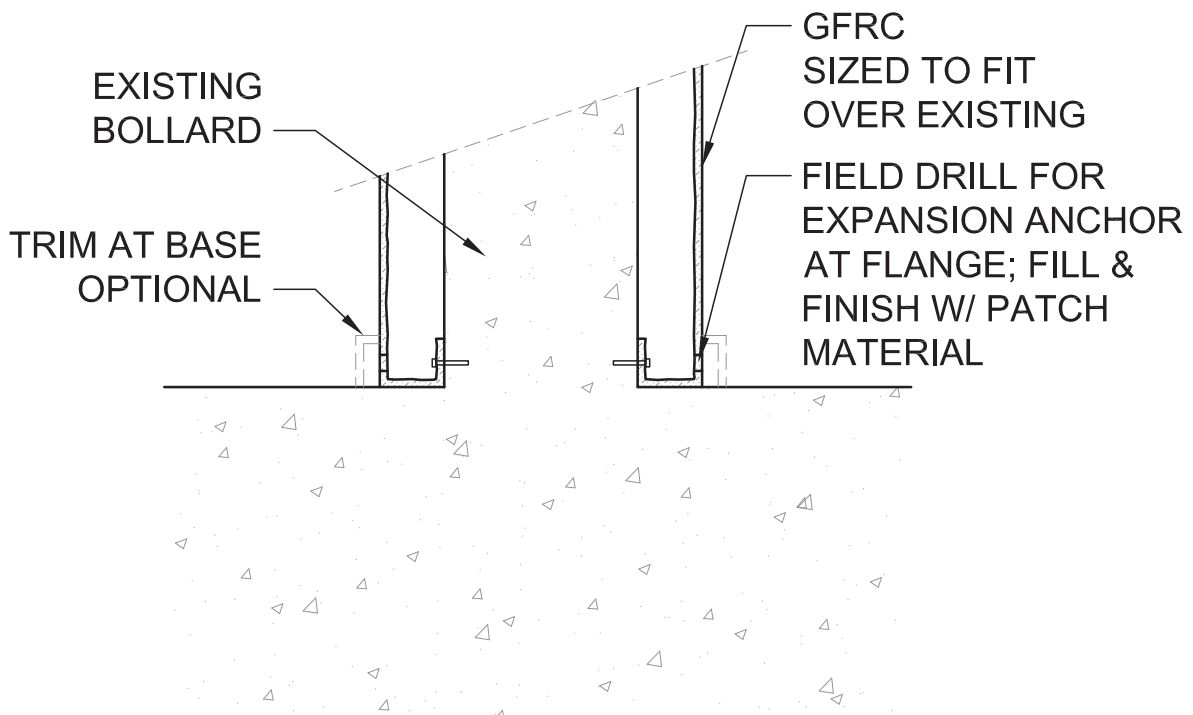 EXISTING
BOLLARD
TRIM AT BASE
OPTIONAL
GFRC
SIZED TO FIT
OVER EXISTING
FIELD DRILL FOR
EXPANSION ANCHOR
AT FLANGE; FILL &
FINISH W/ PATCH
MATERIAL